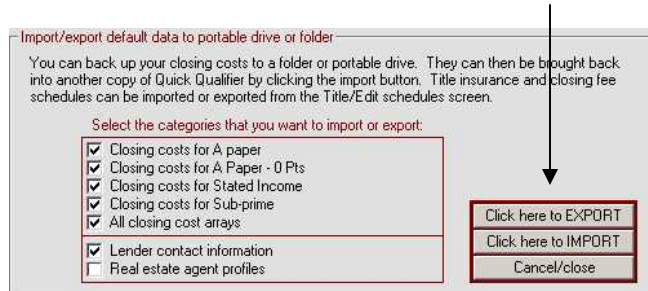 Import/export default data to portable drive or folder
You can back up your closing costs to a folder or portable drive.  They can then be brought back
into another copy of Quick Qualifier by clicking the import button.  Title insurance and closing fee
schedules can be imported or exported from the Title/Edit schedules screen.
Select the categories that you want to import or export:
Closing costs for A paper
Closing costs for A Paper - 0 Pts
Closing costs for Stated Income
Closing costs for Sub-prime
All closing cost arrays
Lender contact information
Real estate agent profiles
Click here to EXPORT
Click here to IMPORT
Cancel/close